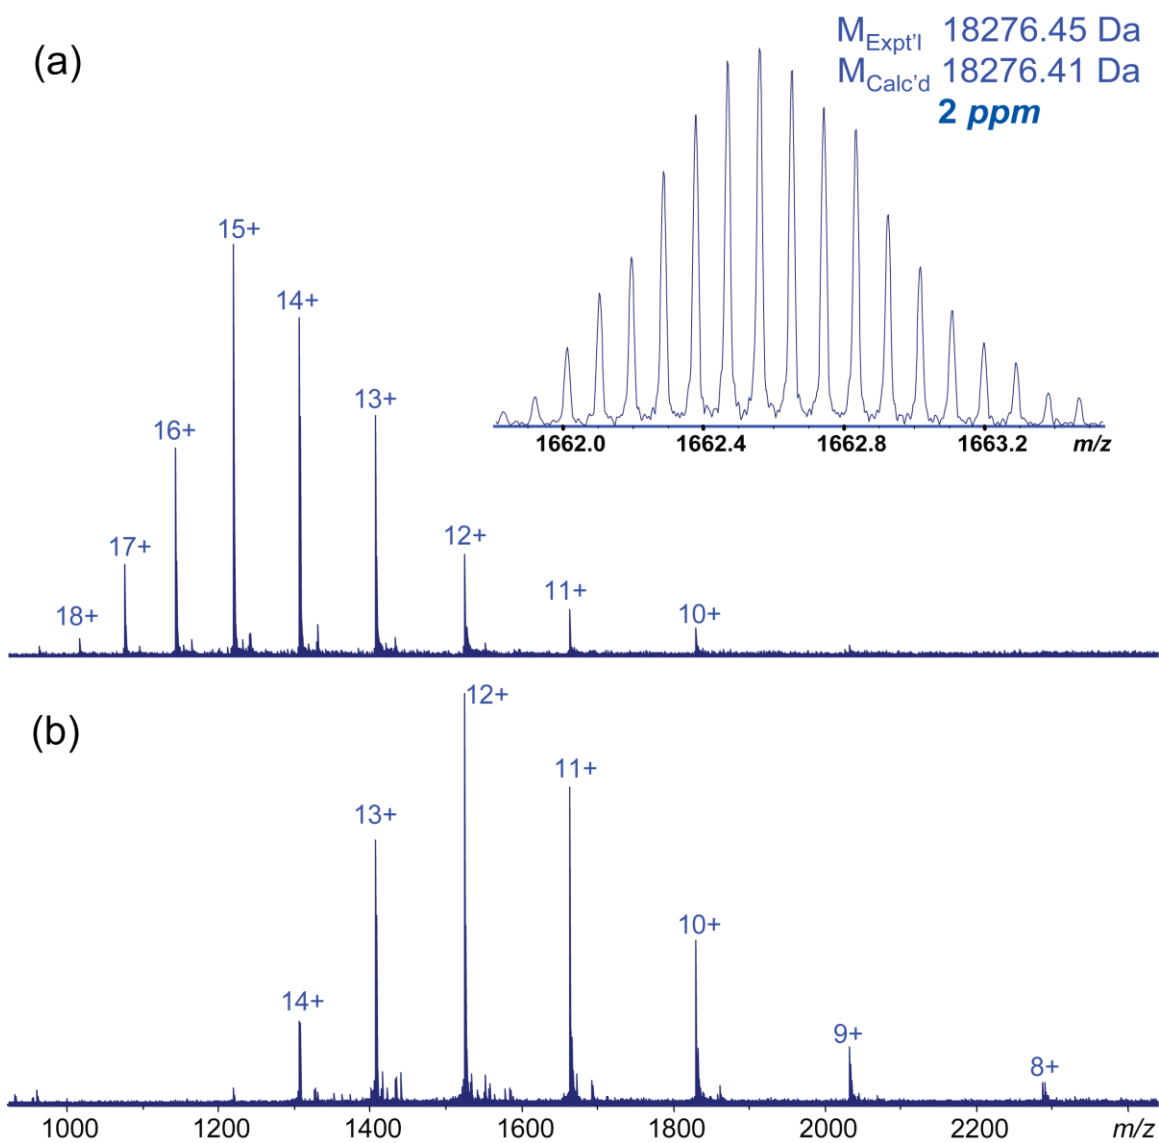 (a)
M_Expt'l 18276.45 Da
M_Calc'd 18276.41 Da
2 ppm
1662.0 1662.4 1662.8 1663.2 m/z
18+ 17+ 16+ 15+ 14+ 13+ 12+ 11+ 10+
(b)
14+ 13+ 12+ 11+ 10+ 9+ 8+
1000 1200 1400 1600 1800 2000 2200 m/z